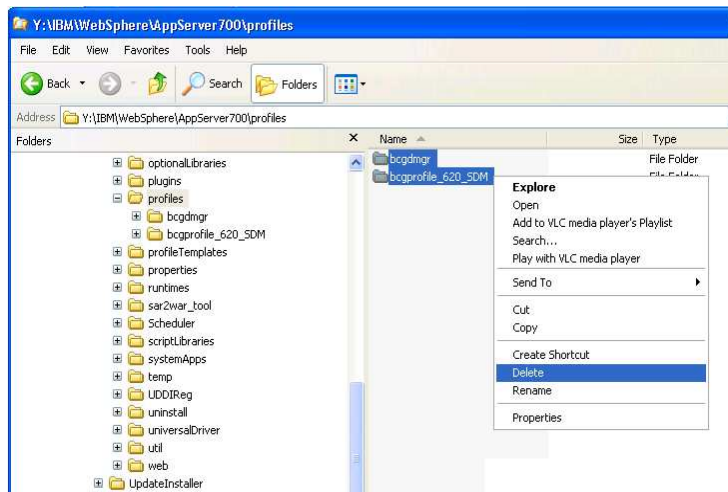 Y:\IBM\WebSphere\AppServer700\profiles
File Edit View Favorites Tools Help
Back Search Folders
Address Y:\IBM\WebSphere\AppServer700\profiles
Folders X Name Size Type
optionalLibraries
plugins
profiles
bcgdmgr
bcgprofile_620_SDM
profileTemplates
properties
runtimes
sar2war_tool
Scheduler
scriptLibraries
systemApps
temp
UDDIReg
uninstall
universalDriver
util
web
UpdateInstaller
bcgdmgr File Folder
bcgprofile_620_SDM File Folder
Explore
Open
Add to VLC media player's Playlist
Search...
Play with VLC media player
Send To
Cut
Copy
Create Shortcut
Delete
Rename
Properties